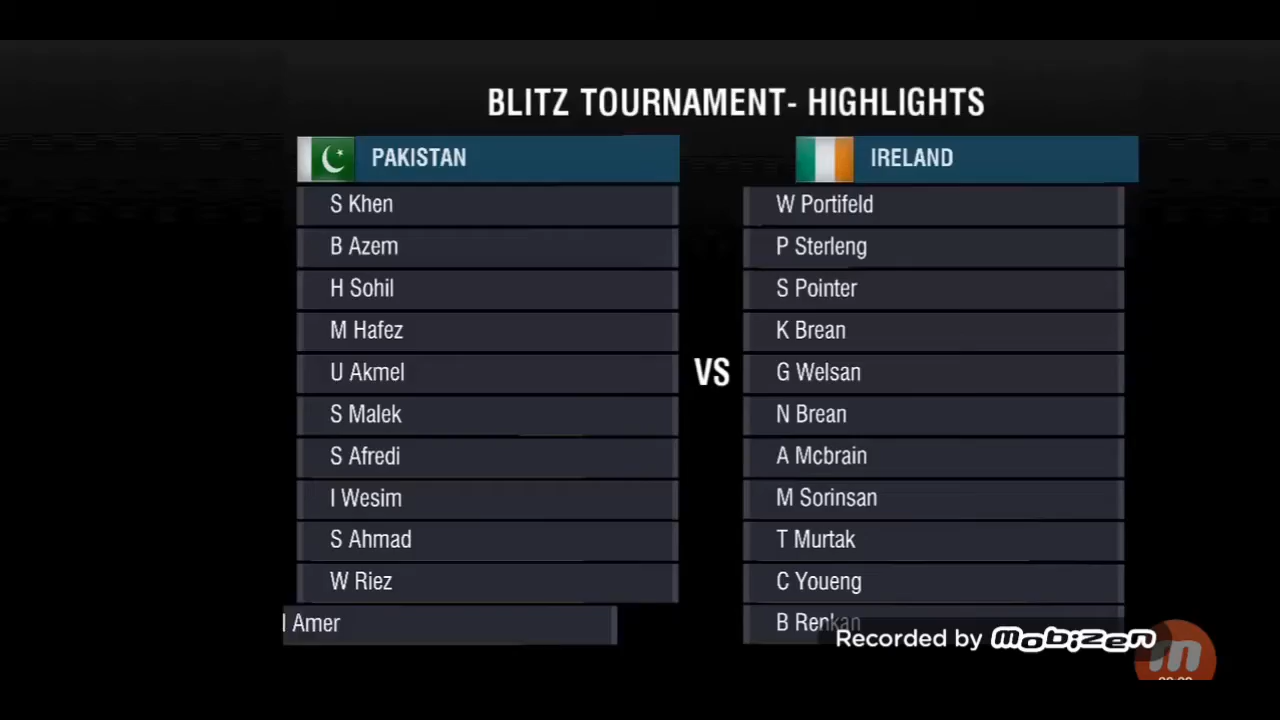 BLITZ TOURNAMENT- HIGHLIGHTS
PAKISTAN
S Khen
B Azem
H Sohil
M Hafez
U Akmel
S Malek
S Afredi
I Wesim
S Ahmad
W Riez
Amer
VS
IRELAND
W Portifeld
P Sterleng
S Pointer
K Brean
G Welsan
N Brean
A Mcbrain
M Sorinsan
T Murtak
C Youeng
B Renkan
Recorded by mobizen
m